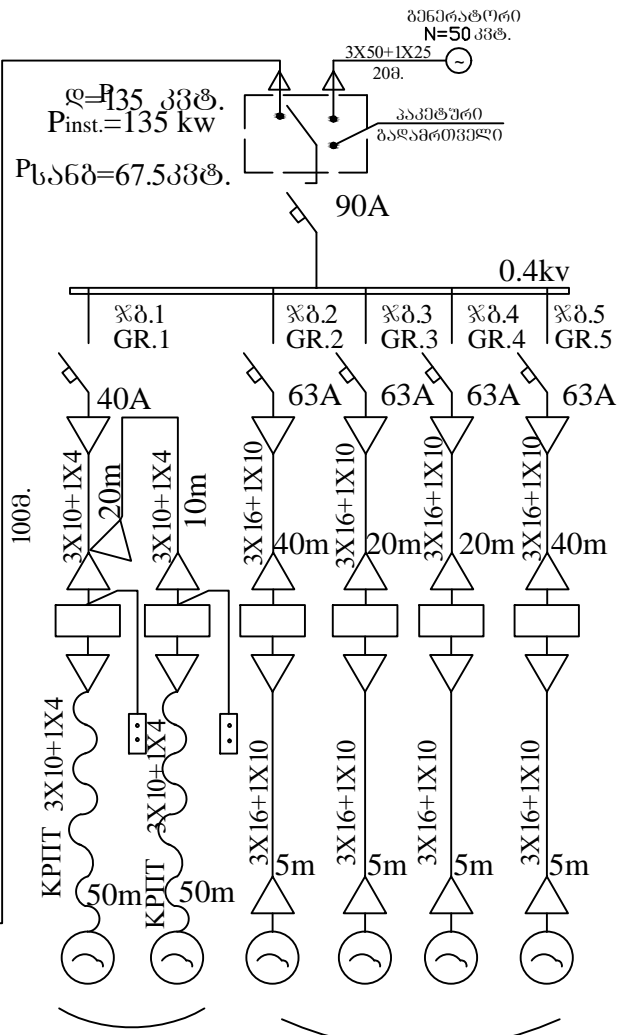 გენერატორი
N=50 კვტ.
3X50+1X25
20მ.
პაკეტური
გადამრთველი
Pდ=135 კვტ.
Pinst.=135 kw
Pსანგ=67.5კვტ.
90A
0.4kv
ჯგ.1
GR.1
ჯგ.2
GR.2
ჯგ.3
GR.3
ჯგ.4
GR.4
ჯგ.5
GR.5
40A
63A
63A
63A
63A
100მ.
3X10+1X4
20m
3X10+1X4
10m
3X16+1X10
40m
3X16+1X10
20m
3X16+1X10
20m
3X16+1X10
40m
КРПТ 3X10+1X4
50m
КРПТ 3X10+1X4
50m
3X16+1X10
5m
3X16+1X10
5m
3X16+1X10
5m
3X16+1X10
5m